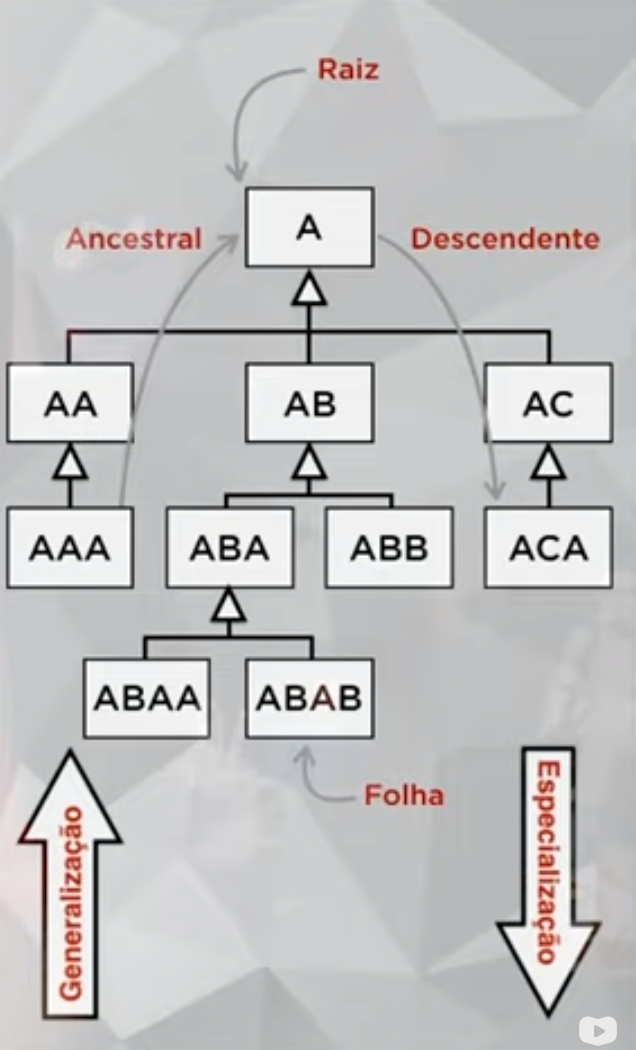 Raiz
A
Ancestral
Descendente
AA
AB
AC
AAA
ABA
ABB
ACA
ABAA
ABAB
Folha
Generalização
Especialização